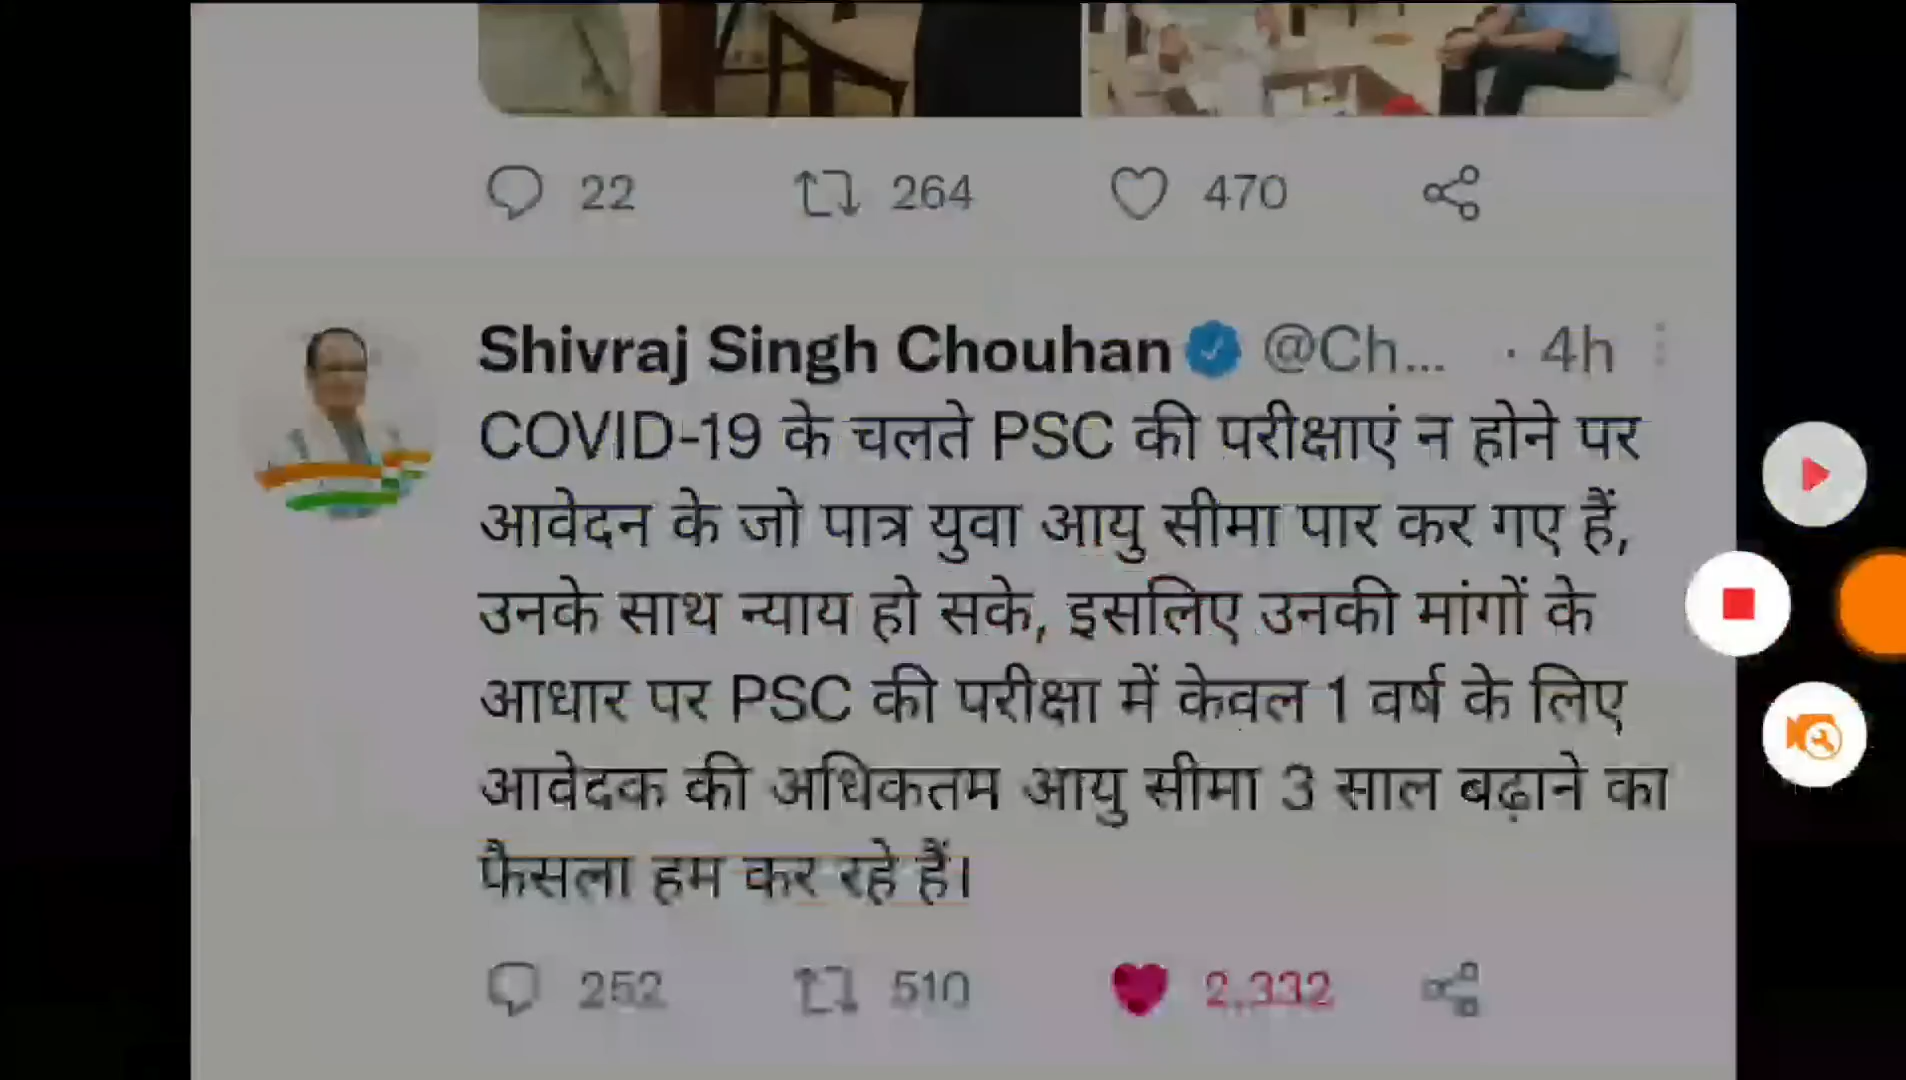 22 264 470
Shivraj Singh Chouhan @Ch... · 4h
COVID-19 के चलते PSC की परीक्षाएं न होने पर
आवेदन के जो पात्र युवा आयु सीमा पार कर गए हैं,
उनके साथ न्याय हो सके, इसलिए उनकी मांगों के
आधार पर PSC की परीक्षा में केवल 1 वर्ष के लिए
आवेदक की अधिकतम आयु सीमा 3 साल बढ़ाने का
फैसला हम कर रहे हैं।
252 510 2,332